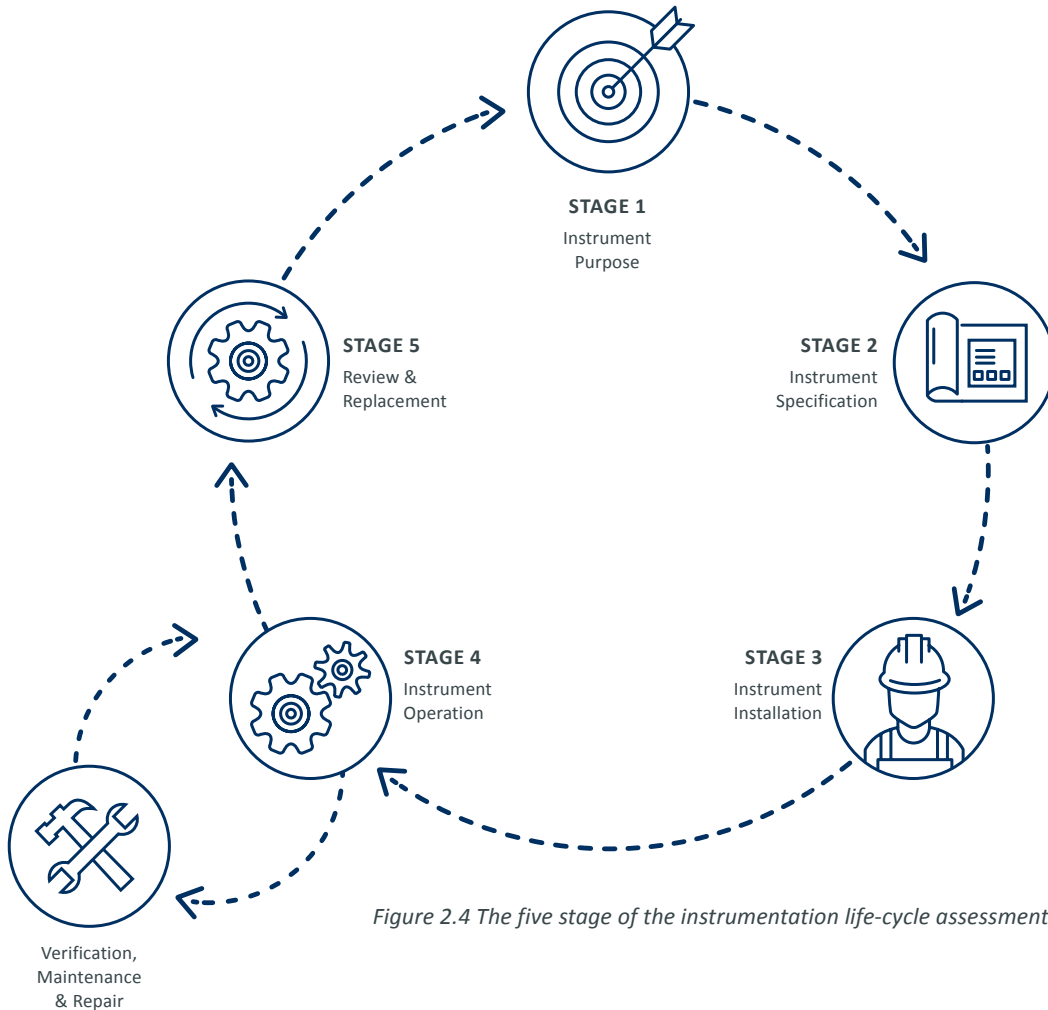 STAGE 1
Instrument
Purpose
STAGE 5
Review &
Replacement
STAGE 2
Instrument
Specification
STAGE 4
Instrument
Operation
STAGE 3
Instrument
Installation
Figure 2.4 The five stage of the instrumentation life-cycle assessment
Verification,
Maintenance
& Repair